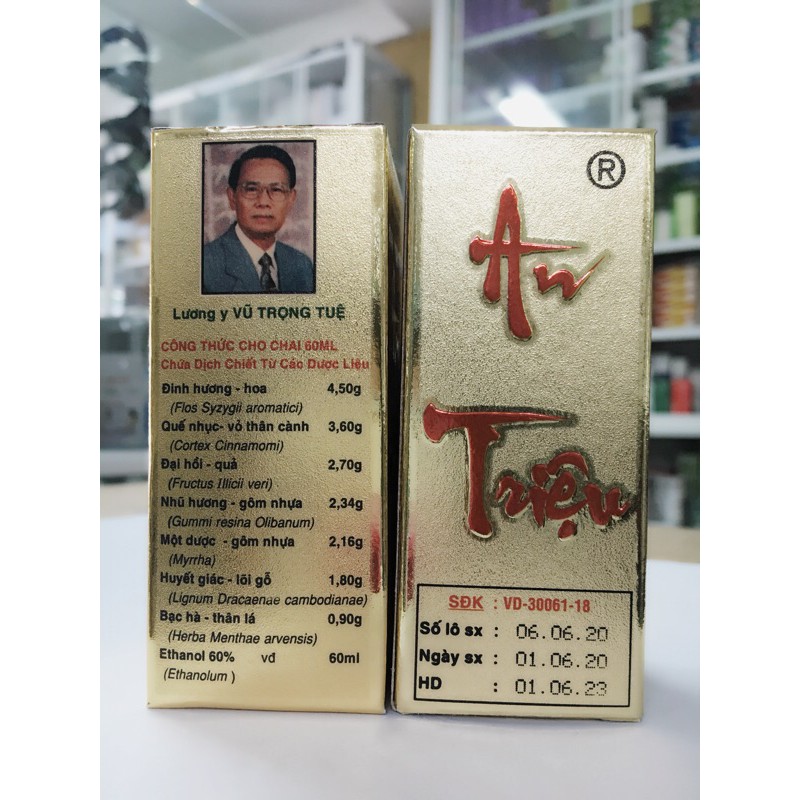 Lương y VŨ TRỌNG TUỆ
CÔNG THỨC CHO CHAI 60ML
Chứa Dịch Chiết Từ Các Dược Liệu
Đinh hương - hoa 4,50g
(Flos Syzygii aromatici)
Quế nhục- vỏ thân cành 3,60g
(Cortex Cinnamomi)
Đại hồi - quả 2,70g
(Fructus Illicii veri)
Nhũ hương - gôm nhựa 2,34g
(Gummi resina Olibanum)
Một dược - gôm nhựa 2,16g
(Myrrha)
Huyết giác - lõi gỗ 1,80g
(Lignum Dracaenae cambodianae)
Bạc hà - thân lá 0,90g
(Herba Menthae arvensis)
Ethanol 60% vđ 60ml
(Ethanolum )
®
An
Triệu
SĐK : VD-30061-18
Số lô sx : 06.06.20
Ngày sx : 01.06.20
HD : 01.06.23